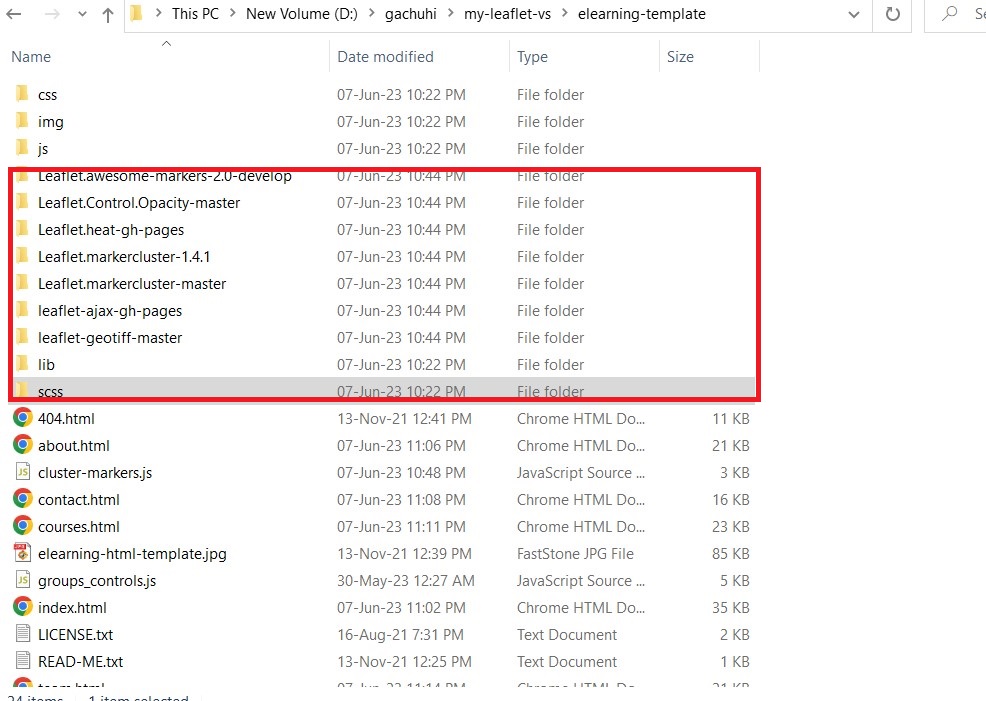 This PC > New Volume (D:) > gachuhi > my-leaflet-vs > elearning-template
Name Date modified Type Size
css 07-Jun-23 10:22 PM File folder
img 07-Jun-23 10:22 PM File folder
js 07-Jun-23 10:22 PM File folder
Leaflet.awesome-markers-2.0-develop 07-Jun-23 10:44 PM File folder
Leaflet.Control.Opacity-master 07-Jun-23 10:44 PM File folder
Leaflet.heat-gh-pages 07-Jun-23 10:44 PM File folder
Leaflet.markercluster-1.4.1 07-Jun-23 10:44 PM File folder
Leaflet.markercluster-master 07-Jun-23 10:44 PM File folder
leaflet-ajax-gh-pages 07-Jun-23 10:44 PM File folder
leaflet-geotiff-master 07-Jun-23 10:44 PM File folder
lib 07-Jun-23 10:22 PM File folder
scss 07-Jun-23 10:22 PM File folder
404.html 13-Nov-21 12:41 PM Chrome HTML Do... 11 KB
about.html 07-Jun-23 11:06 PM Chrome HTML Do... 21 KB
cluster-markers.js 07-Jun-23 10:48 PM JavaScript Source ... 3 KB
contact.html 07-Jun-23 11:08 PM Chrome HTML Do... 16 KB
courses.html 07-Jun-23 11:11 PM Chrome HTML Do... 23 KB
elearning-html-template.jpg 13-Nov-21 12:39 PM FastStone JPG File 85 KB
groups_controls.js 30-May-23 12:27 AM JavaScript Source ... 5 KB
index.html 07-Jun-23 11:02 PM Chrome HTML Do... 35 KB
LICENSE.txt 16-Aug-21 7:31 PM Text Document 2 KB
READ-ME.txt 13-Nov-21 12:25 PM Text Document 1 KB
team.html 07-Jun-23 11:14 PM Chrome HTML Do... 21 KB
24 items 1 item selected